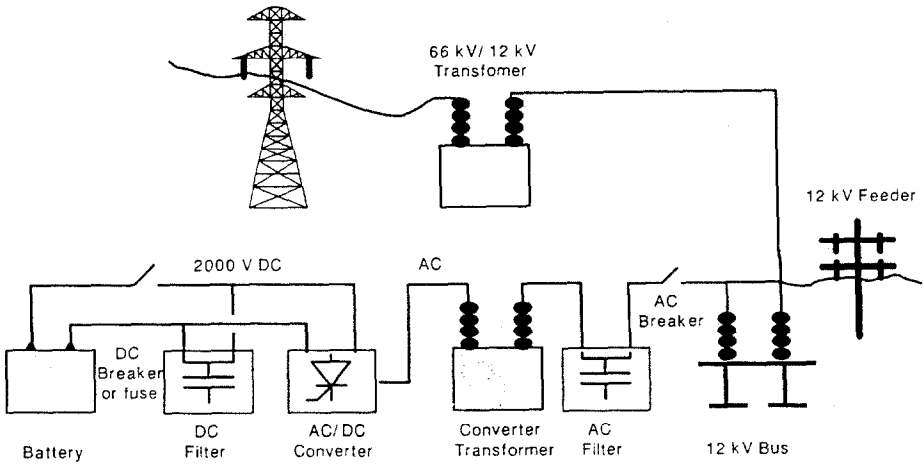 66 kV/ 12 kV
Transfomer
12 kV Feeder
2000 V DC
AC
AC
Breaker
DC
Breaker
or fuse
Battery
DC
Filter
AC/DC
Converter
Converter
Transformer
AC
Filter
12 kV Bus